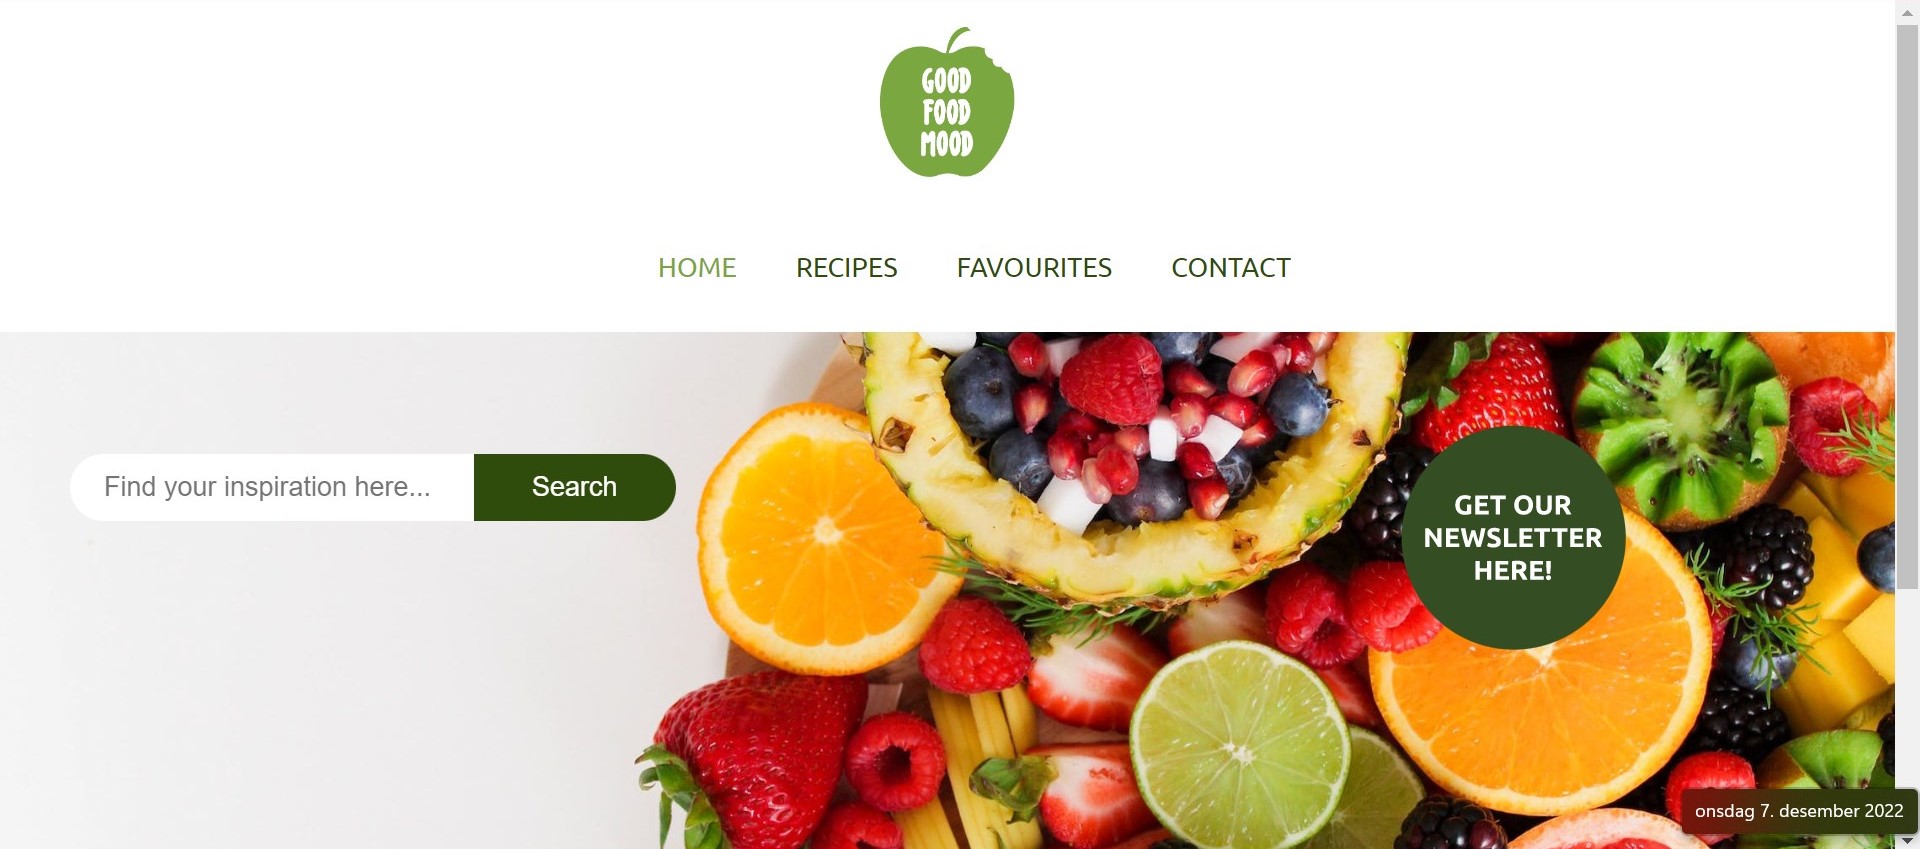 GOOD
FOOD
MOOD
HOME RECIPES FAVOURITES CONTACT
Find your inspiration here... Search
GET OUR
NEWSLETTER
HERE!
onsdag 7. desember 2022